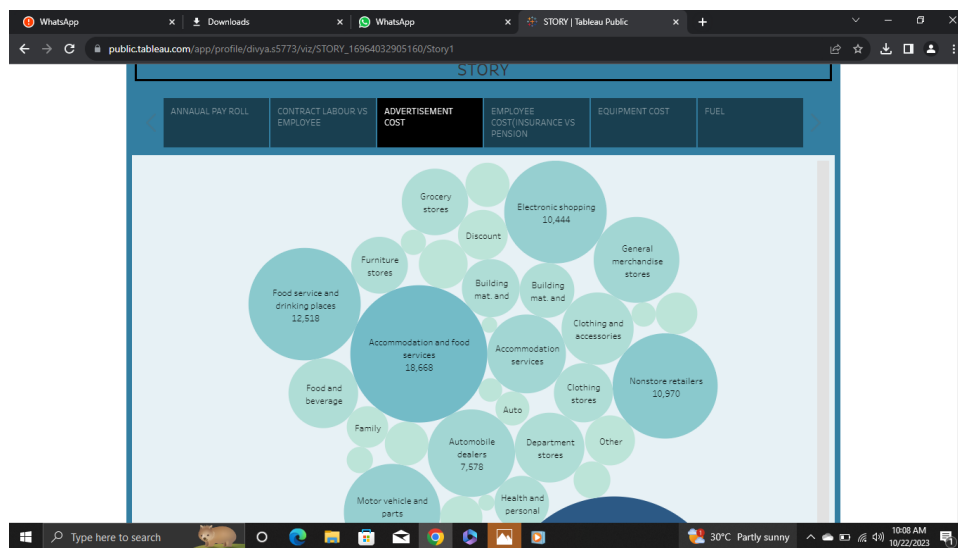 WhatsApp
Downloads
WhatsApp
STORY | Tableau Public
public.tableau.com/app/profile/divya.s5773/viz/STORY_16964032905160/Story1
STORY
ANNAUAL PAY ROLL
CONTRACT LABOUR VS
EMPLOYEE
ADVERTISEMENT
COST
EMPLOYEE
COST(INSURANCE VS
PENSION
EQUIPMENT COST
FUEL
Grocery
stores
Electronic shopping
10,444
Discount
General
merchandise
stores
Furniture
stores
Building
mat. and
Building
mat. and
Food service and
drinking places
12,518
Clothing and
accessories
Accommodation and food
services
18,668
Accommodation
services
Nonstore retailers
10,970
Food and
beverage
Clothing
stores
Auto
Family
Automobile
dealers
7,578
Department
stores
Other
Motor vehicle and
parts
Health and
personal
Type here to search
30°C Partly sunny
10:08 AM
10/22/2023
1